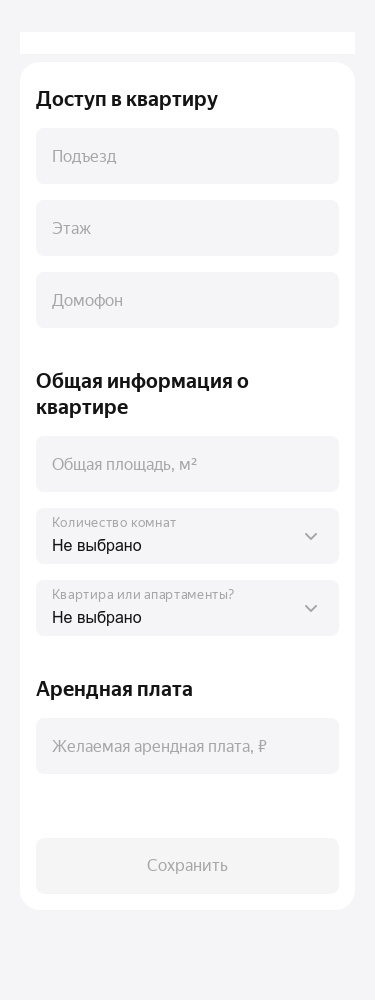 Доступ в квартиру
Подъезд
Этаж
Домофон
Общая информация о
квартире
Общая площадь, м²
Количество комнат
Не выбрано
Квартира или апартаменты?
Не выбрано
Арендная плата
Желаемая арендная плата, ₽
Сохранить